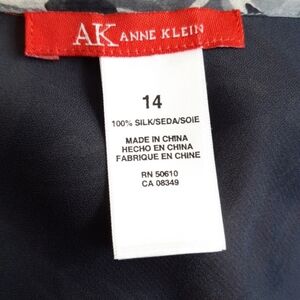 AK ANNE KLEIN
14
100% SILK/SEDA/SOIE
MADE IN CHINA
HECHO EN CHINA
FABRIQUE EN CHINE
RN 50610
CA 08349